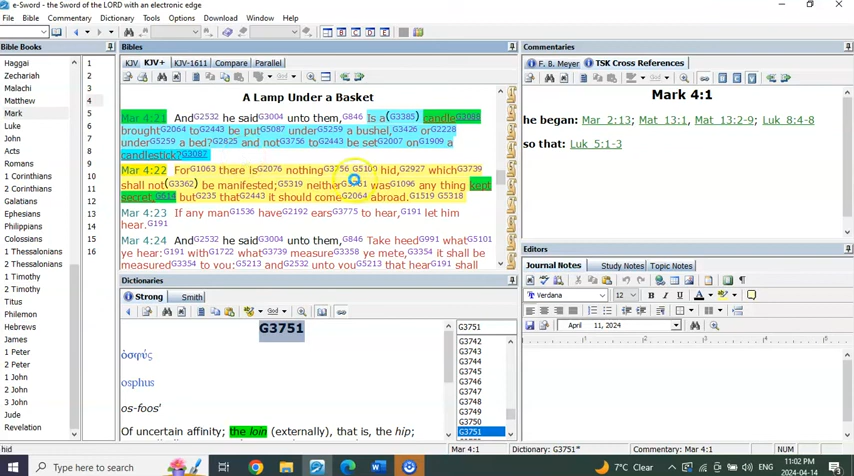 e-Sword - the Sword of the LORD with an electronic edge
File Bible Commentary Dictionary Tools Options Download Window Help
B C D E
Bible Books
Haggai
Zechariah
Malachi
Matthew
Mark
Luke
John
Acts
Romans
1 Corinthians
2 Corinthians
Galatians
Ephesians
Philippians
Colossians
1 Thessalonians
2 Thessalonians
1 Timothy
2 Timothy
Titus
Philemon
Hebrews
James
1 Peter
2 Peter
1 John
2 John
3 John
Jude
Revelation
1
2
3
4
5
6
7
8
9
10
11
12
13
14
15
16
Bibles
KJV KJV+ KJV-1611 Compare Parallel
A Lamp Under a Basket
Mar 4:21 And G2532 he said G3004 unto them, G846 Is a (G3385) candle G3088
brought G2064 to G2443 be put G5087 under G5259 a bushel, G3426 or G2228
under G5259 a bed? G2825 and not G3756 to G2443 be set G2007 on G1909 a
candlestick? G3087
Mar 4:22 For G1063 there is G2076 nothing G3756 G5100 hid, G2927 which G3739
shall not (G3362) be manifested; G5319 neither G3761 was G1096 any thing kept
secret, G614 but G235 that G2443 it should come G2064 abroad. G1519 G5318
Mar 4:23 If any man G1536 have G2192 ears G3775 to hear, G191 let him
hear. G191
Mar 4:24 And G2532 he said G3004 unto them, G846 Take heed G991 what G5101
ye hear: G191 with G1722 what G3739 measure G3358 ye mete, G3354 it shall be
measured G3354 to you: G5213 and G2532 unto you G5213 that hear G191 shall
Dictionaries
Strong Smith
G3751
ὀσφύς
osphus
os-foos'
Of uncertain affinity; the loin (externally), that is, the hip;
G3751
G3742
G3743
G3744
G3745
G3746
G3747
G3748
G3749
G3750
G3751
Commentaries
F. B. Meyer TSK Cross References
Mark 4:1
he began: Mar 2:13; Mat 13:1, Mat 13:2-9; Luk 8:4-8
so that: Luk 5:1-3
Editors
Journal Notes Study Notes Topic Notes
Verdana 12 B I U A
April 11, 2024
hid Mar 4:1 Dictionary: G3751* Commentary: Mar 4:1 NUM
Type here to search 7°C Clear ENG 11:02 PM
2024-04-14